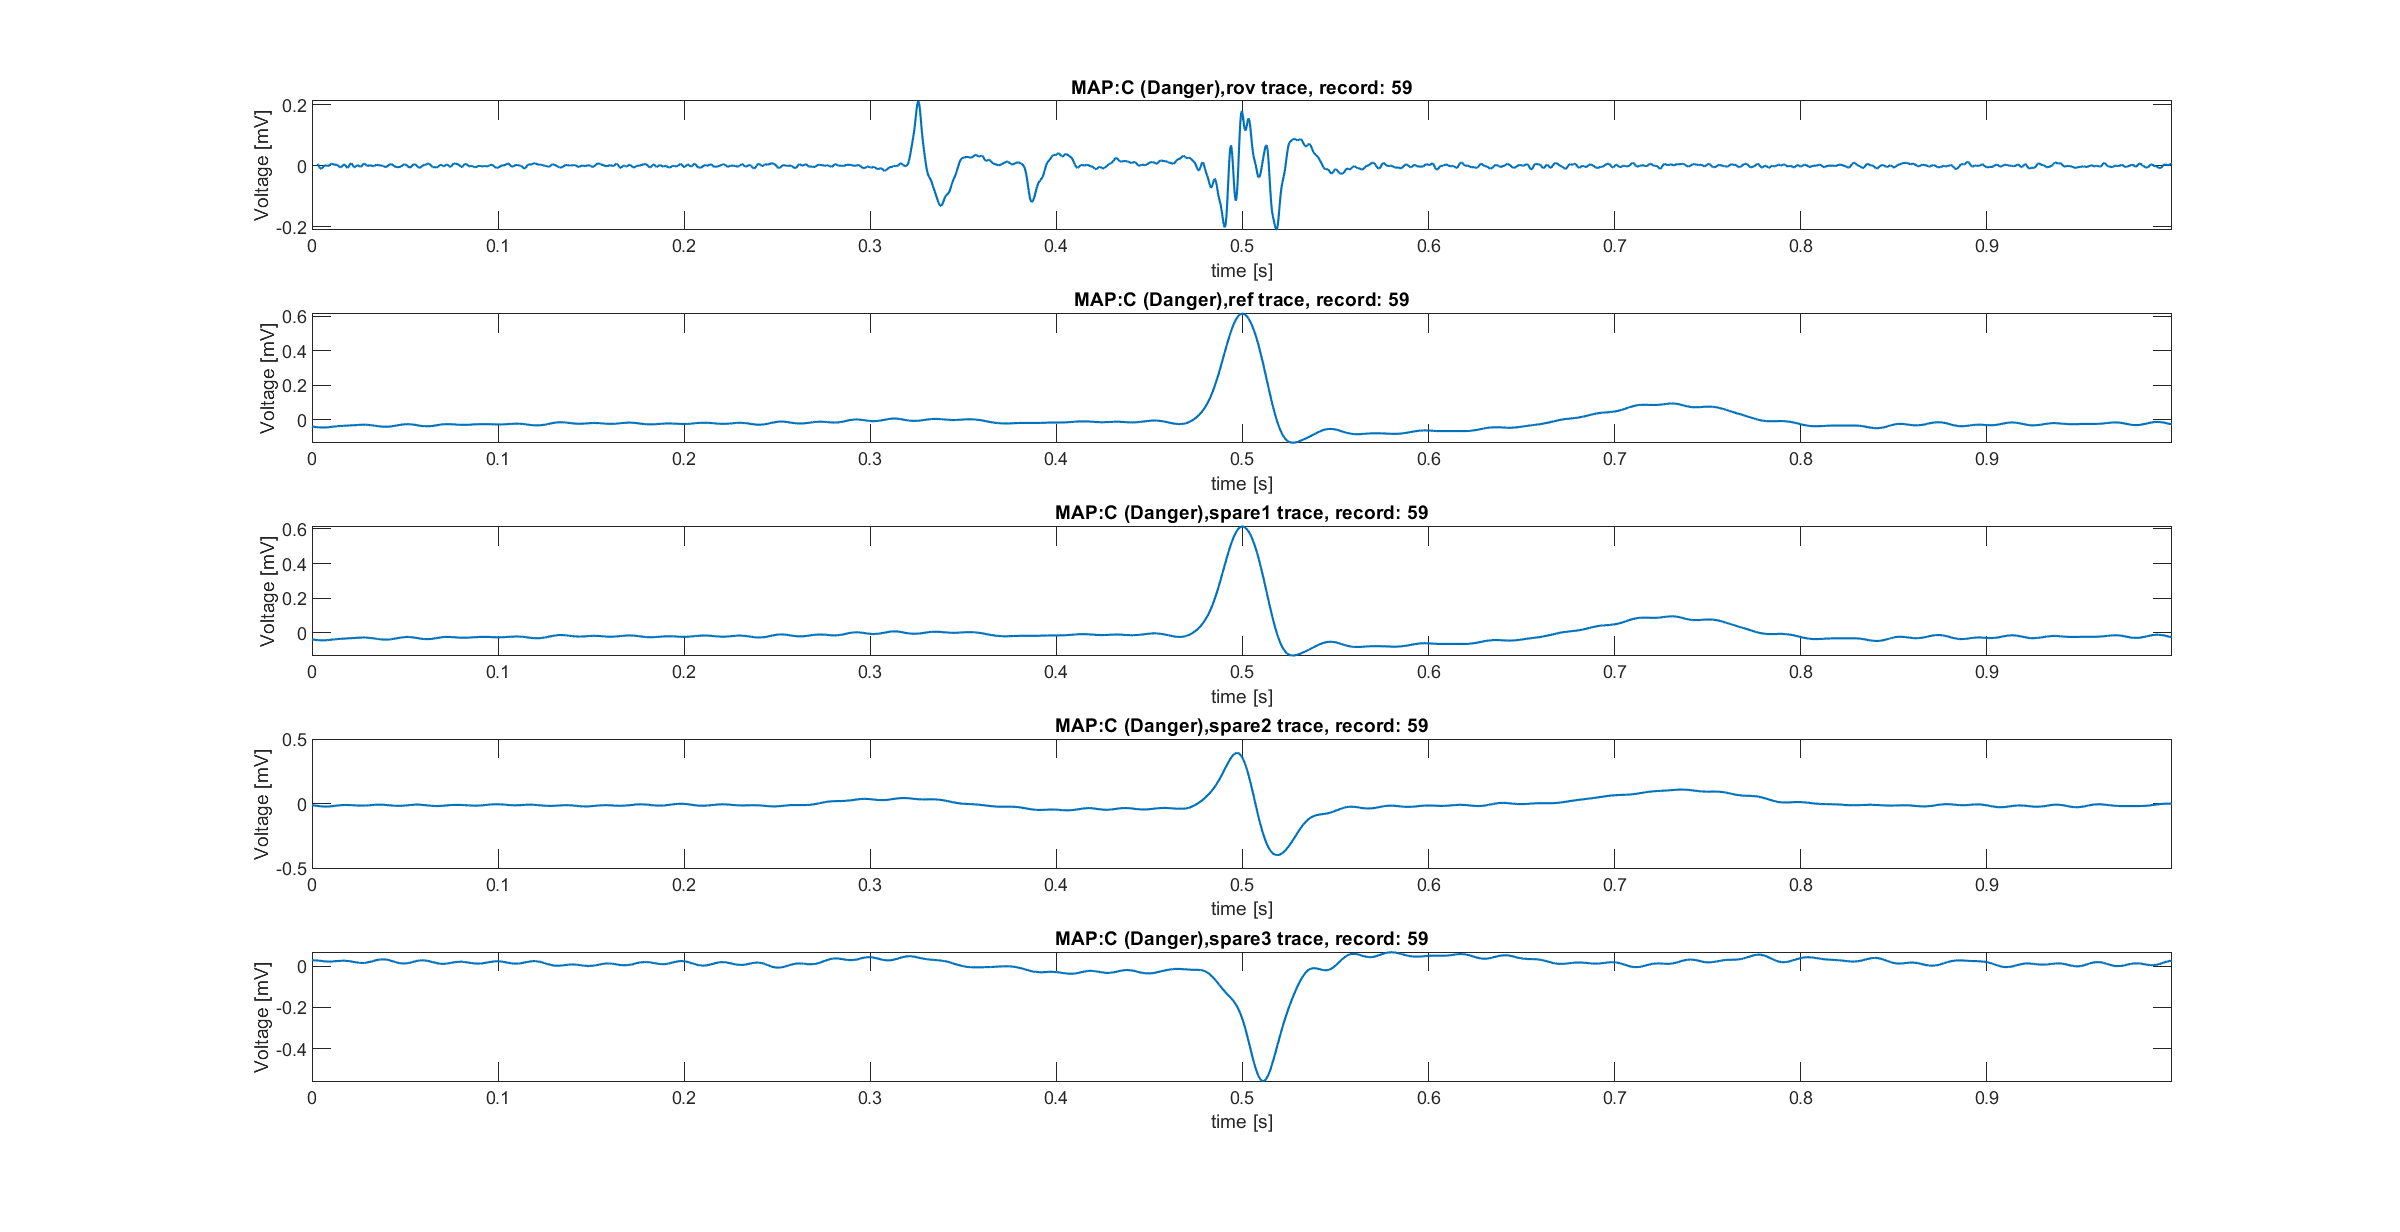 MAP:C (Danger),rov trace, record: 59
Voltage [mV]
0.2
0
-0.2
0 0.1 0.2 0.3 0.4 0.5 0.6 0.7 0.8 0.9
time [s]
MAP:C (Danger),ref trace, record: 59
Voltage [mV]
0.6
0.4
0.2
0
0 0.1 0.2 0.3 0.4 0.5 0.6 0.7 0.8 0.9
time [s]
MAP:C (Danger),spare1 trace, record: 59
Voltage [mV]
0.6
0.4
0.2
0
0 0.1 0.2 0.3 0.4 0.5 0.6 0.7 0.8 0.9
time [s]
MAP:C (Danger),spare2 trace, record: 59
Voltage [mV]
0.5
0
-0.5
0 0.1 0.2 0.3 0.4 0.5 0.6 0.7 0.8 0.9
time [s]
MAP:C (Danger),spare3 trace, record: 59
Voltage [mV]
0
-0.2
-0.4
0 0.1 0.2 0.3 0.4 0.5 0.6 0.7 0.8 0.9
time [s]